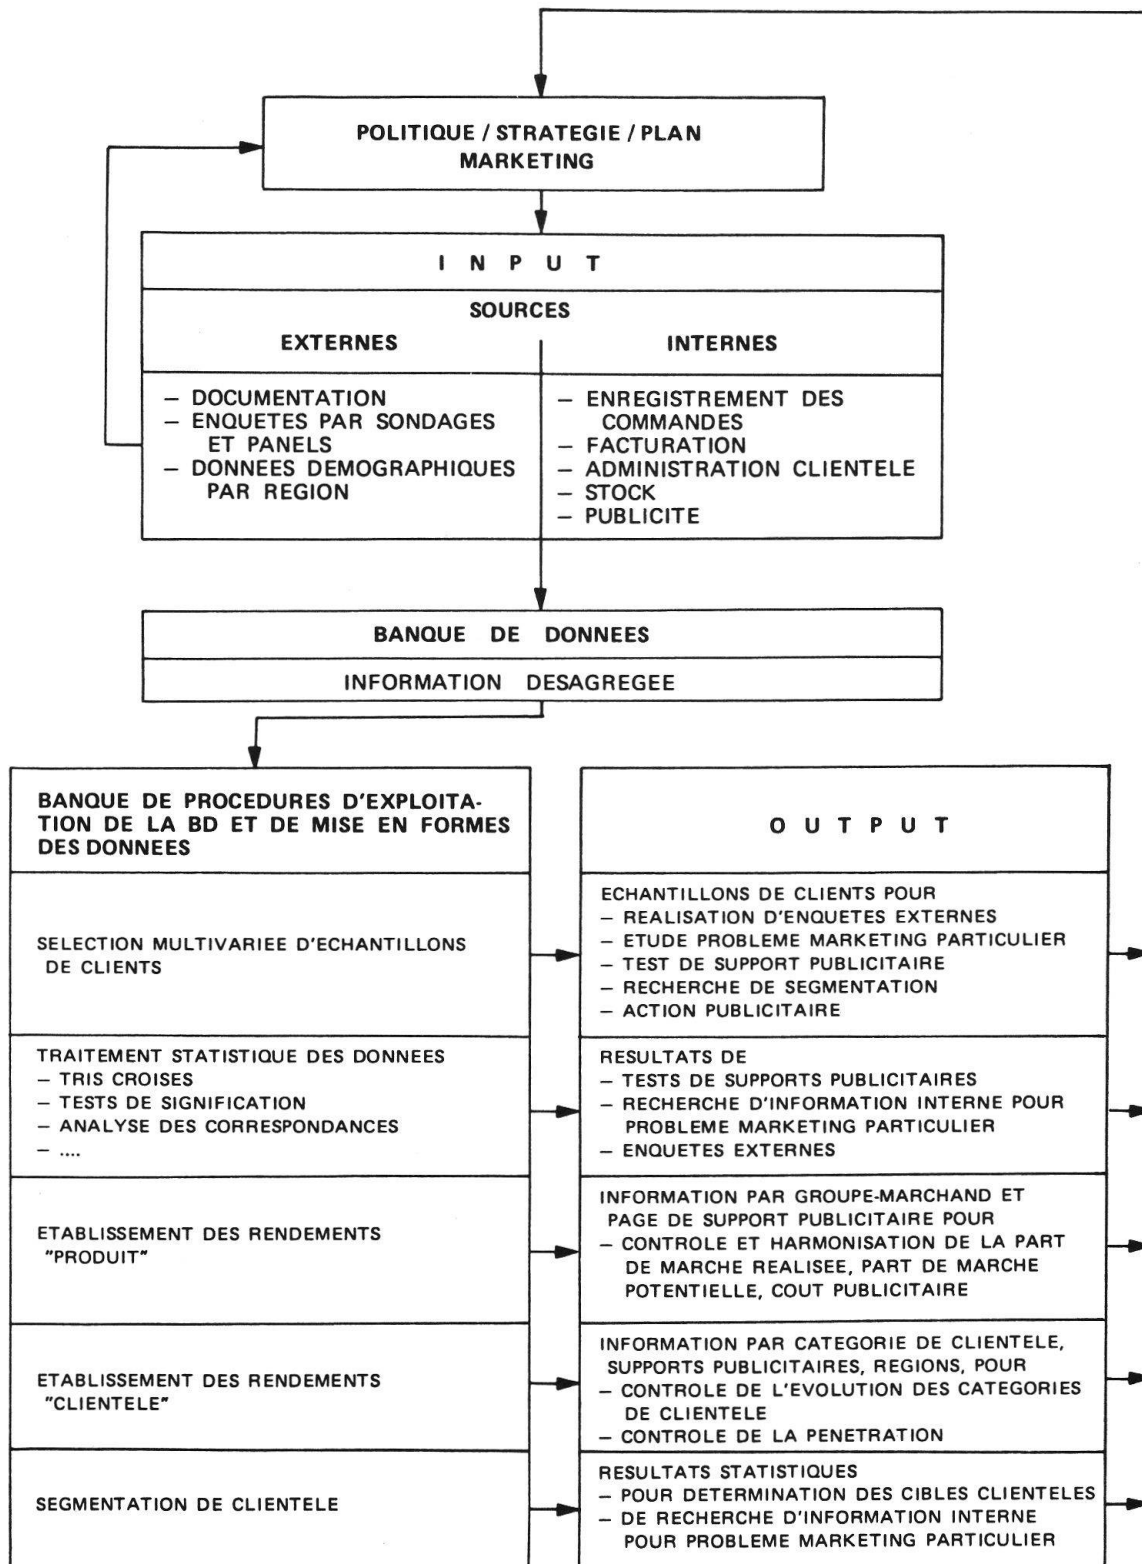 POLITIQUE / STRATEGIE / PLAN
MARKETING
I N P U T
SOURCES
EXTERNES
INTERNES
– DOCUMENTATION
– ENQUETES PAR SONDAGES
ET PANELS
– DONNEES DEMOGRAPHIQUES
PAR REGION
– ENREGISTREMENT DES
COMMANDES
– FACTURATION
– ADMINISTRATION CLIENTELE
– STOCK
– PUBLICITE
BANQUE DE DONNEES
INFORMATION DESAGREGEE
BANQUE DE PROCEDURES D'EXPLOITA-
TION DE LA BD ET DE MISE EN FORMES
DES DONNEES
O U T P U T
SELECTION MULTIVARIEE D'ECHANTILLONS
DE CLIENTS
ECHANTILLONS DE CLIENTS POUR
– REALISATION D'ENQUETES EXTERNES
– ETUDE PROBLEME MARKETING PARTICULIER
– TEST DE SUPPORT PUBLICITAIRE
– RECHERCHE DE SEGMENTATION
– ACTION PUBLICITAIRE
TRAITEMENT STATISTIQUE DES DONNEES
– TRIS CROISES
– TESTS DE SIGNIFICATION
– ANALYSE DES CORRESPONDANCES
– ....
RESULTATS DE
– TESTS DE SUPPORTS PUBLICITAIRES
– RECHERCHE D'INFORMATION INTERNE POUR
PROBLEME MARKETING PARTICULIER
– ENQUETES EXTERNES
ETABLISSEMENT DES RENDEMENTS
"PRODUIT"
INFORMATION PAR GROUPE-MARCHAND ET
PAGE DE SUPPORT PUBLICITAIRE POUR
– CONTROLE ET HARMONISATION DE LA PART
DE MARCHE REALISEE, PART DE MARCHE
POTENTIELLE, COUT PUBLICITAIRE
ETABLISSEMENT DES RENDEMENTS
"CLIENTELE"
INFORMATION PAR CATEGORIE DE CLIENTELE,
SUPPORTS PUBLICITAIRES, REGIONS, POUR
– CONTROLE DE L'EVOLUTION DES CATEGORIES
DE CLIENTELE
– CONTROLE DE LA PENETRATION
SEGMENTATION DE CLIENTELE
RESULTATS STATISTIQUES
– POUR DETERMINATION DES CIBLES CLIENTELES
– DE RECHERCHE D'INFORMATION INTERNE
POUR PROBLEME MARKETING PARTICULIER